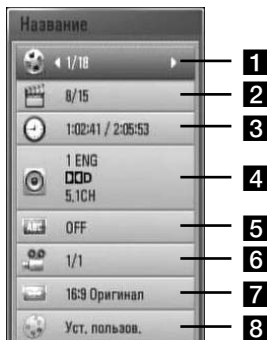 Название
1/18 1
8/15 2
1:02:41 / 2:05:53 3
1 ENG
D 4
5.1CH
ABC OFF 5
1/1 6
16:9 Оригинал 7
Уст. пользов. 8